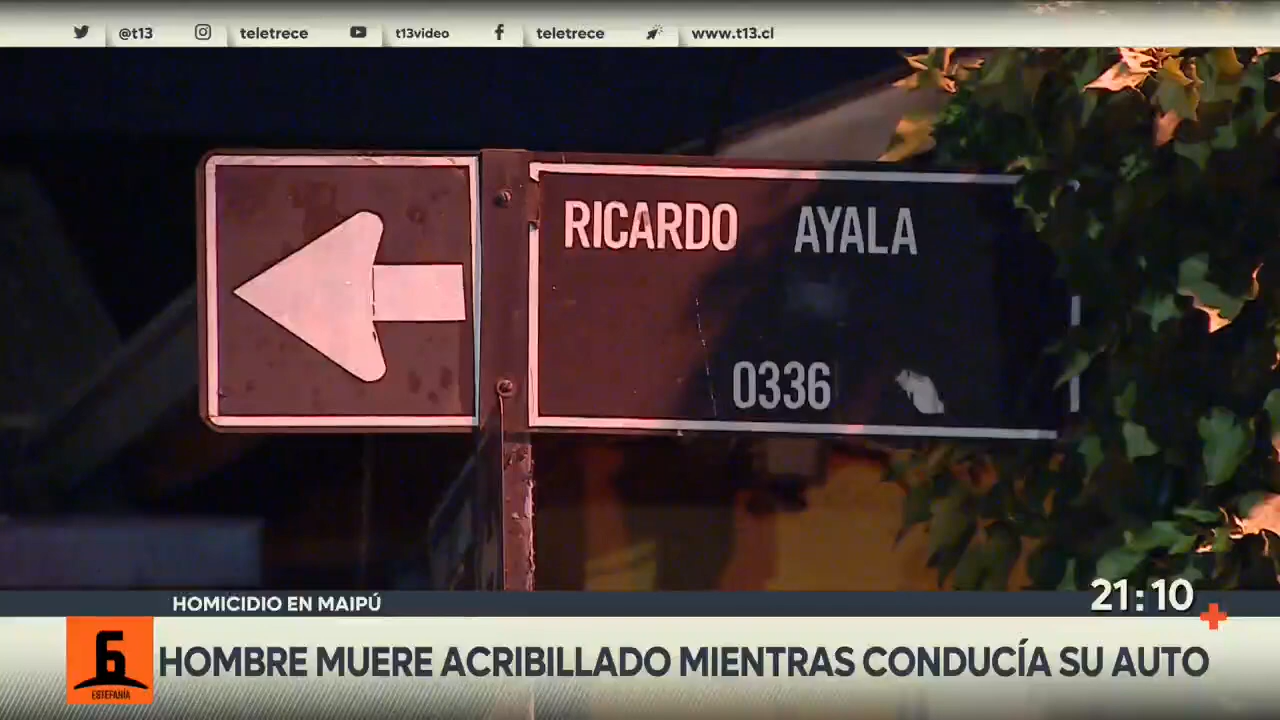 @t13 teletrece t13video teletrece www.t13.cl
RICARDO AYALA
0336
21:10
HOMICIDIO EN MAIPÚ
6
ESTEFANÍA
HOMBRE MUERE ACRIBILLADO MIENTRAS CONDUCÍA SU AUTO